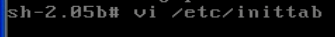 sh-2.05b# vi /etc/inittab